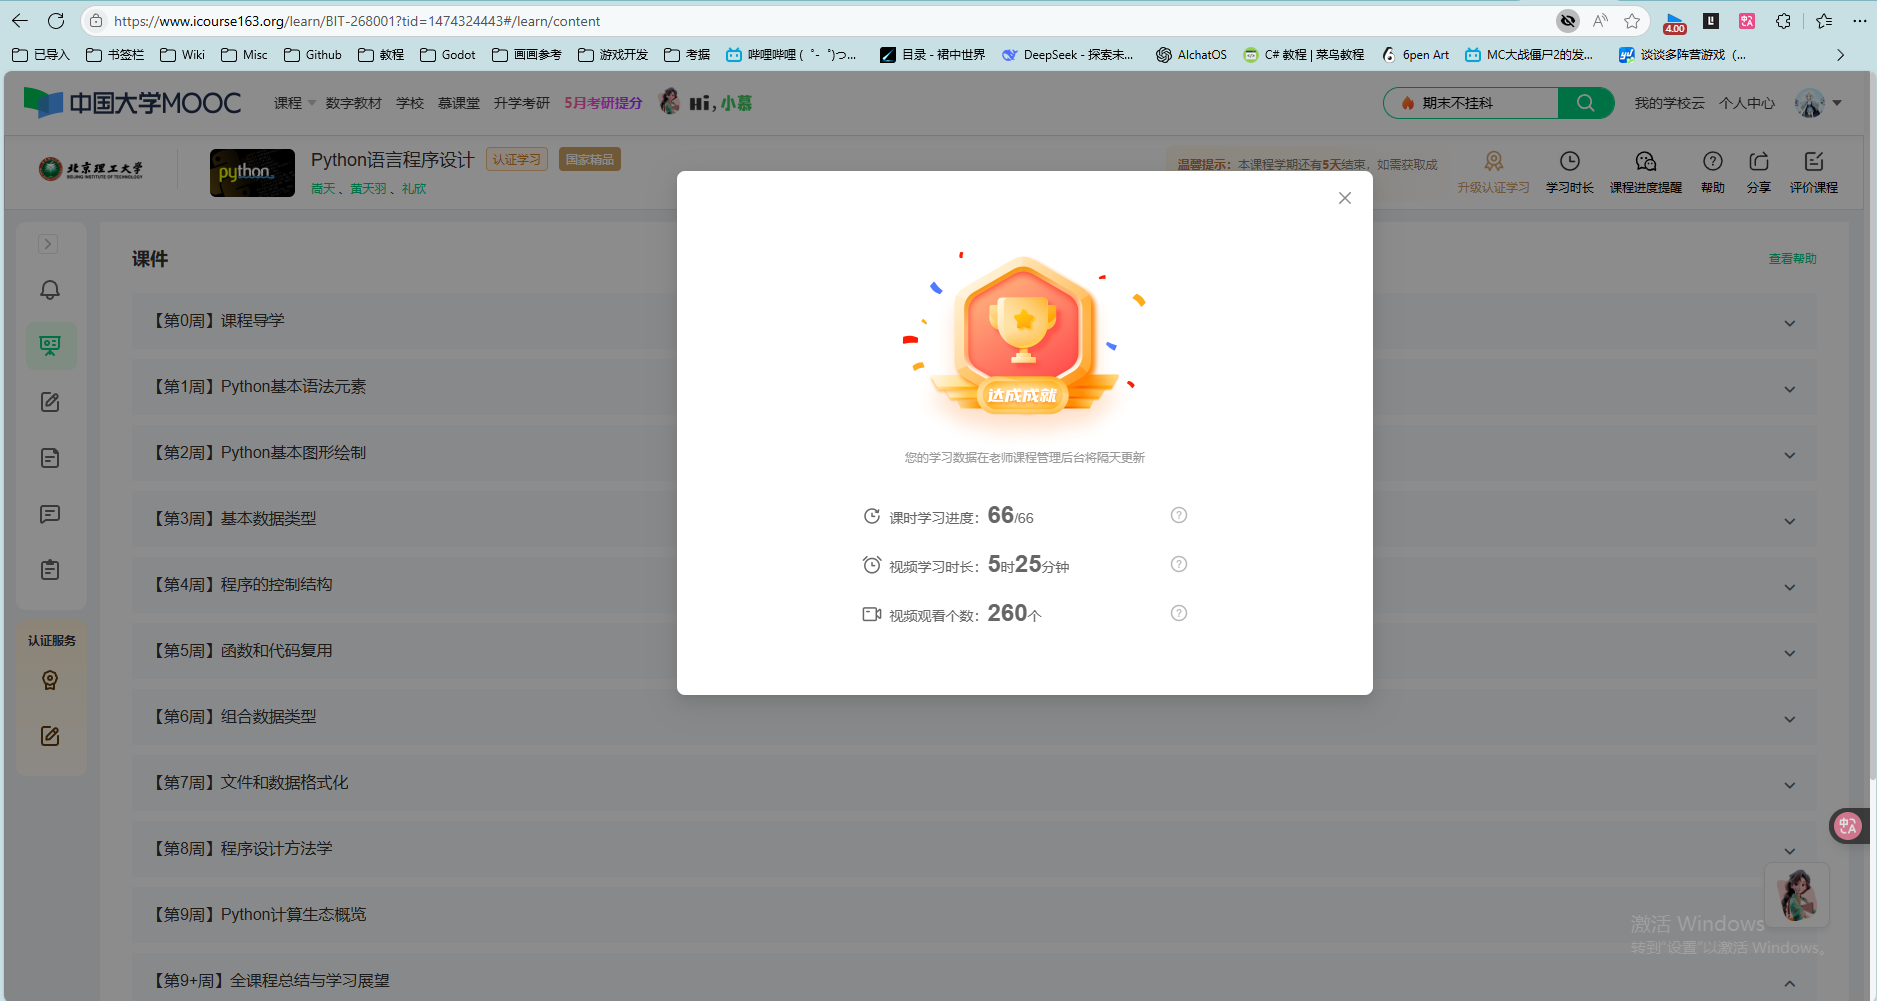 https://www.icourse163.org/learn/BIT-268001?tid=1474324443#/learn/content
4.00
已导入 书签栏 Wiki Misc Github 教程 Godot 画画参考 游戏开发 考据 哔哩哔哩 ( ゜- ゜)つ... 目录 - 裙中世界 DeepSeek - 探索未... AIchatOS C# 教程 | 菜鸟教程 6pen Art MC大战僵尸2的发... 谈谈多阵营游戏（...
中国大学MOOC 课程 数字教材 学校 慕课堂 升学考研 5月考研提分 Hi,小慕 期末不挂科 我的学校云 个人中心
北京理工大学
BEIJING INSTITUTE OF TECHNOLOGY
python
Python语言程序设计 认证学习 国家精品
嵩天、黄天羽、礼欣
温馨提示：本课程学期还有5天结束，如需获取成
升级认证学习 学习时长 课程进度提醒 帮助 分享 评价课程
课件
查看帮助
【第0周】课程导学
【第1周】Python基本语法元素
【第2周】Python基本图形绘制
【第3周】基本数据类型
【第4周】程序的控制结构
【第5周】函数和代码复用
【第6周】组合数据类型
【第7周】文件和数据格式化
【第8周】程序设计方法学
【第9周】Python计算生态概览
【第9+周】全课程总结与学习展望
认证服务
达成成就
您的学习数据在老师课程管理后台将隔天更新
课时学习进度：66/66
视频学习时长：5时25分钟
视频观看个数：260个
激活 Windows
转到"设置"以激活 Windows。